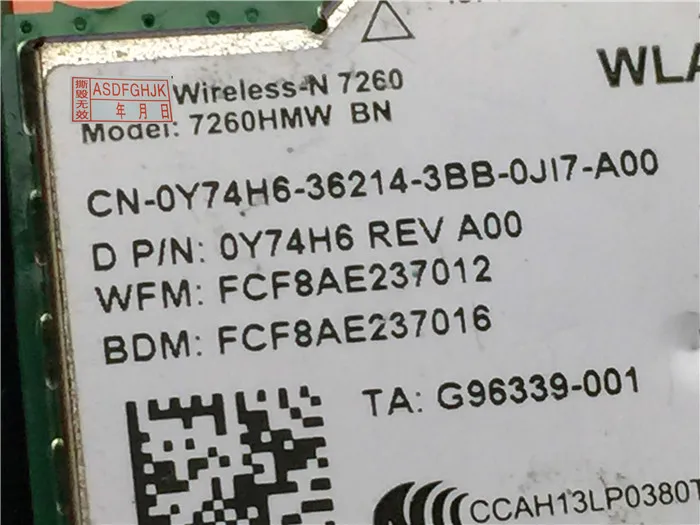 WLA
撕毁无效 ASDFGHJK
年 月 日
Wireless-N 7260
Model: 7260HMW BN
CN-0Y74H6-36214-3BB-0JI7-A00
D P/N: 0Y74H6 REV A00
WFM: FCF8AE237012
BDM: FCF8AE237016
TA: G96339-001
CCAH13LP0380T